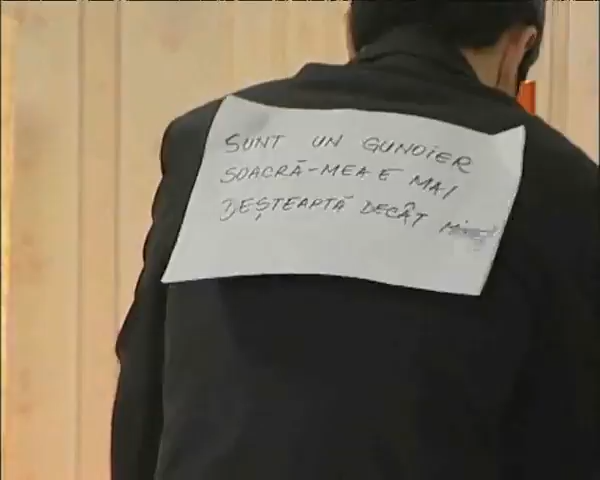 SUNT UN GUNOIER
SOACRĂ-MEA E MAI
DEȘTEAPTĂ DECÂT